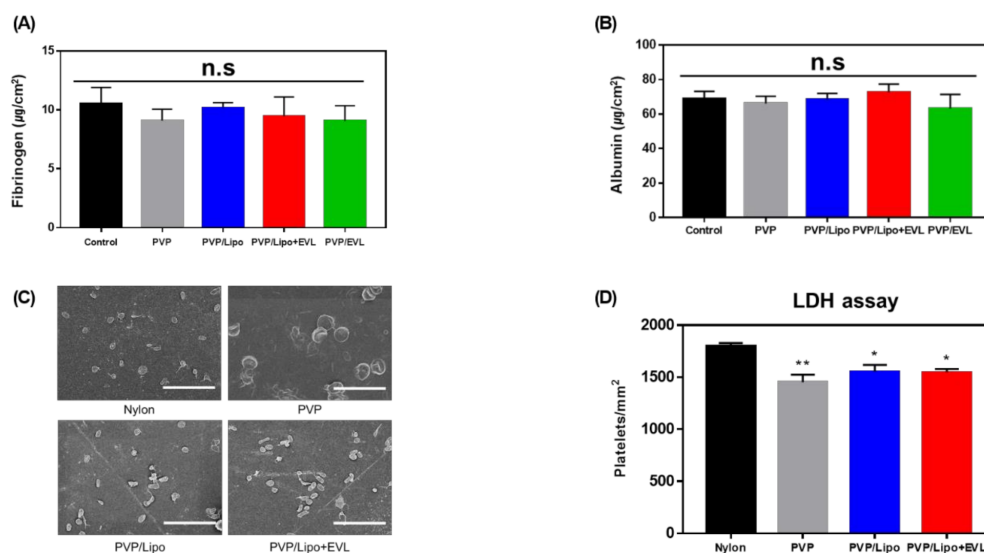 (A)
15
10
5
0
Fibrinogen (µg/cm²)
n.s
Control PVP PVP/Lipo PVP/Lipo+EVL PVP/EVL
(B)
100
80
60
40
20
0
Albumin (µg/cm²)
n.s
Control PVP PVP/Lipo PVP/Lipo+EVL PVP/EVL
(C)
Nylon PVP
PVP/Lipo PVP/Lipo+EVL
(D)
LDH assay
2000
1500
1000
500
0
Platelets/mm²
** * *
Nylon PVP PVP/Lipo PVP/Lipo+EVL